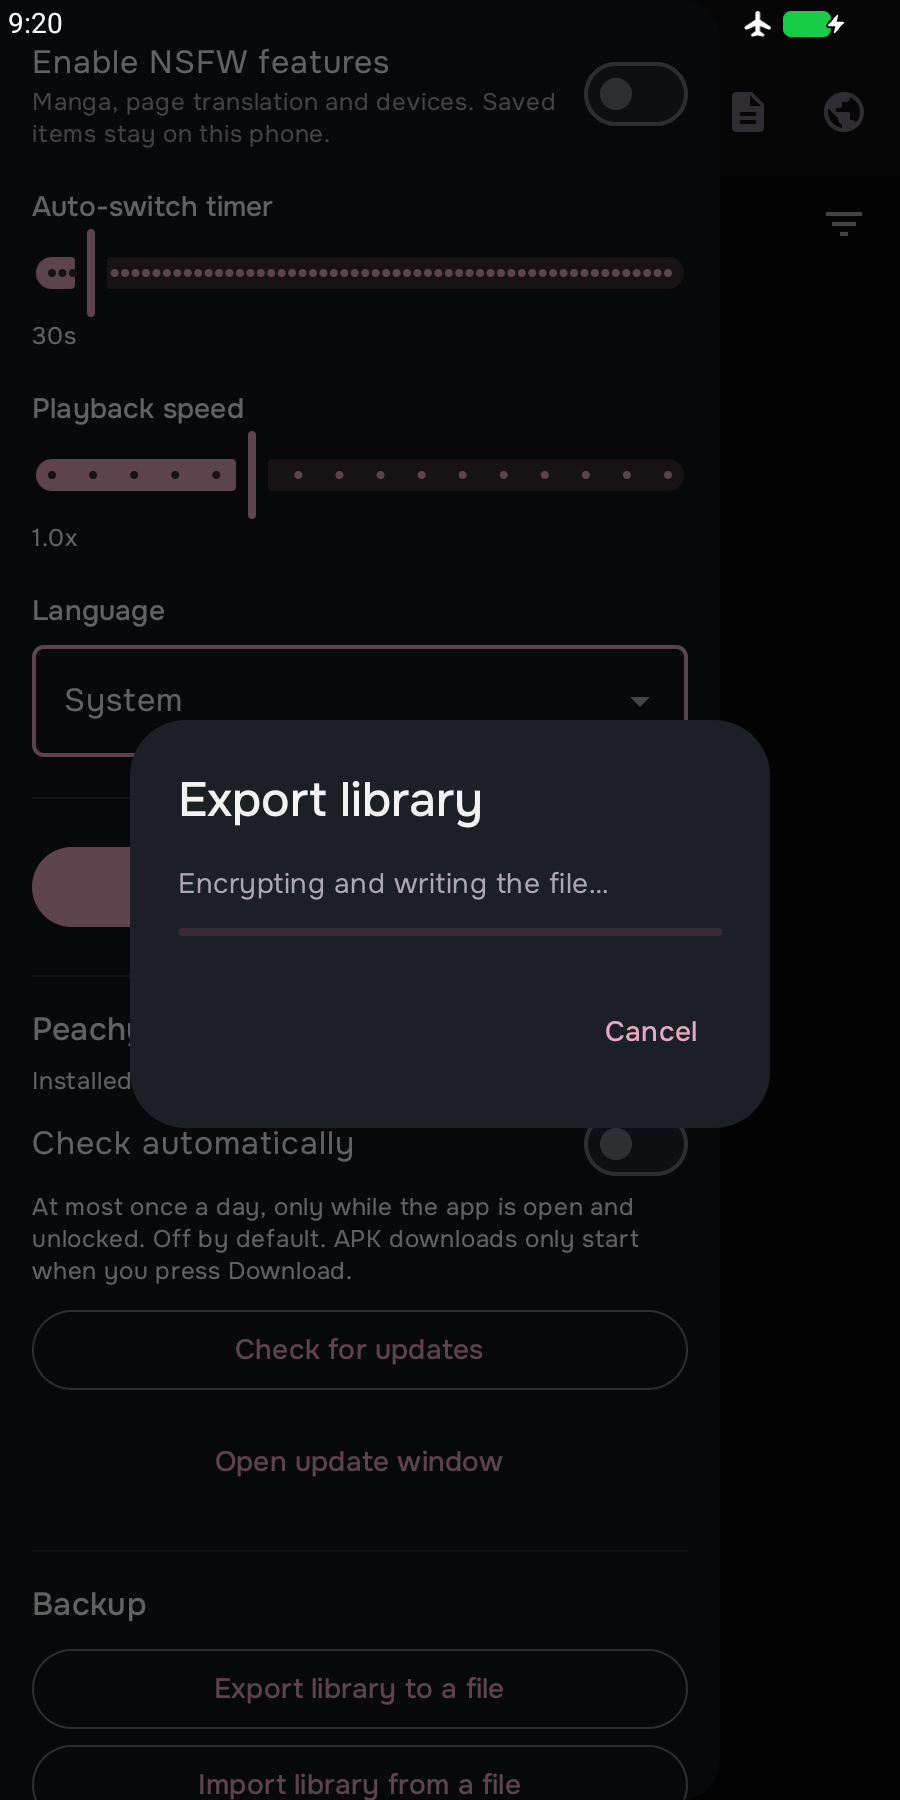 9:20
Enable NSFW features
Manga, page translation and devices. Saved
items stay on this phone.
Auto-switch timer
30s
Playback speed
1.0x
Language
System
Export library
Encrypting and writing the file...
Cancel
Installed
Check automatically
At most once a day, only while the app is open and
unlocked. Off by default. APK downloads only start
when you press Download.
Check for updates
Open update window
Backup
Export library to a file
Import library from a file